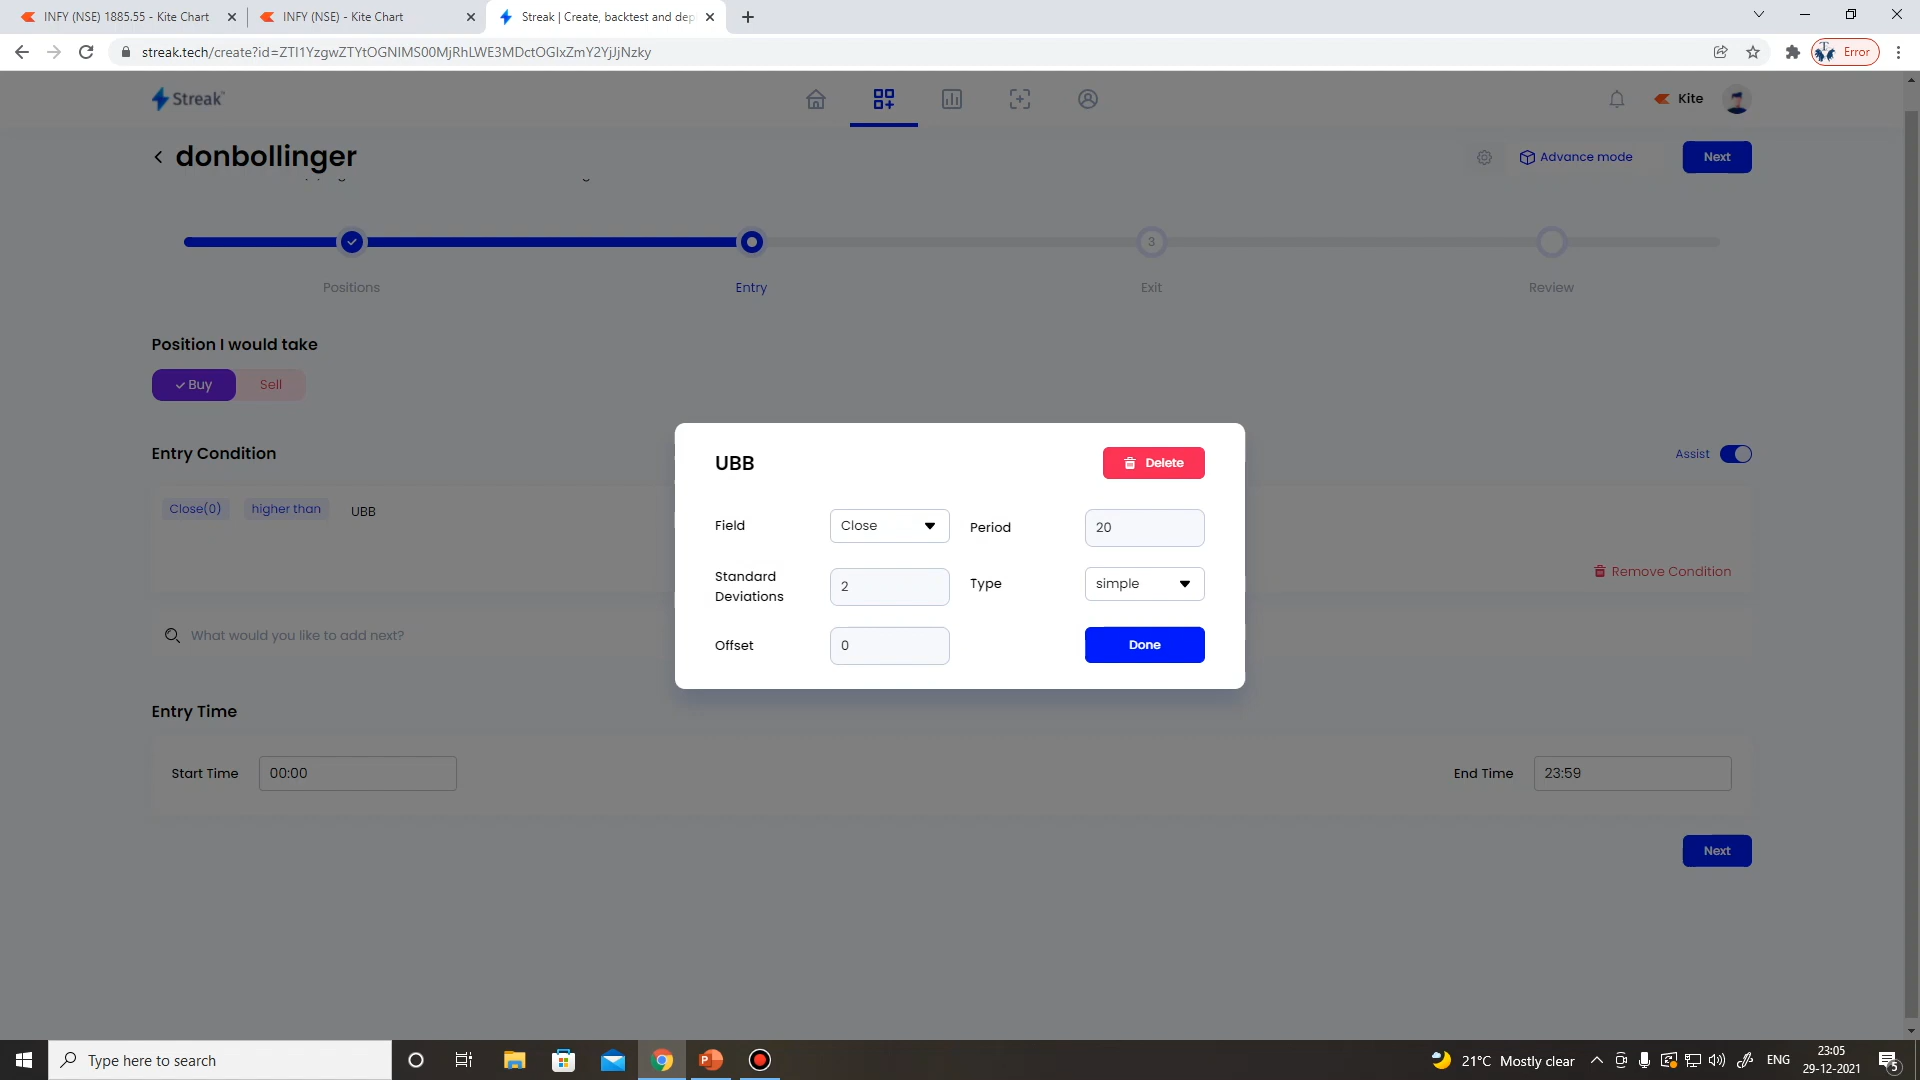 INFY (NSE) 1885.55 - Kite Chart
INFY (NSE) - Kite Chart
Streak | Create, backtest and dep
streak.tech/create?id=ZTI1YzgwZTYtOGNlMS00MjRhLWE3MDctOGIxZmY2YjJjNzky
Error
Streak
Kite
donbollinger
Advance mode
Next
3
Positions
Entry
Exit
Review
Position I would take
Buy
Sell
Entry Condition
Assist
Close(0) higher than UBB
UBB
Delete
Field
Close
Period
20
Standard
Deviations
2
Type
simple
Offset
0
Done
Remove Condition
What would you like to add next?
Entry Time
Start Time
00:00
End Time
23:59
Next
Type here to search
21°C Mostly clear
ENG
23:05
29-12-2021
5